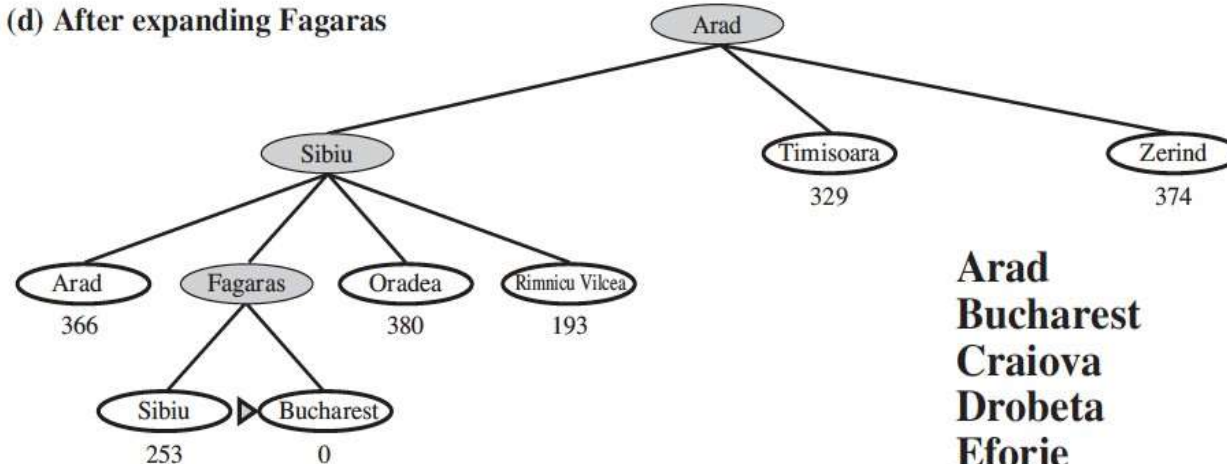 (d) After expanding Fagaras
Arad
Sibiu
Timisoara
Zerind
329
374
Arad
Fagaras
Oradea
Rimnicu Vilcea
366
380
193
Sibiu
Bucharest
253
0
Arad
Bucharest
Craiova
Drobeta
Eforie